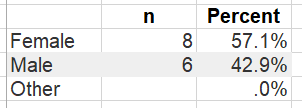 n Percent
Female 8 57.1%
Male 6 42.9%
Other .0%